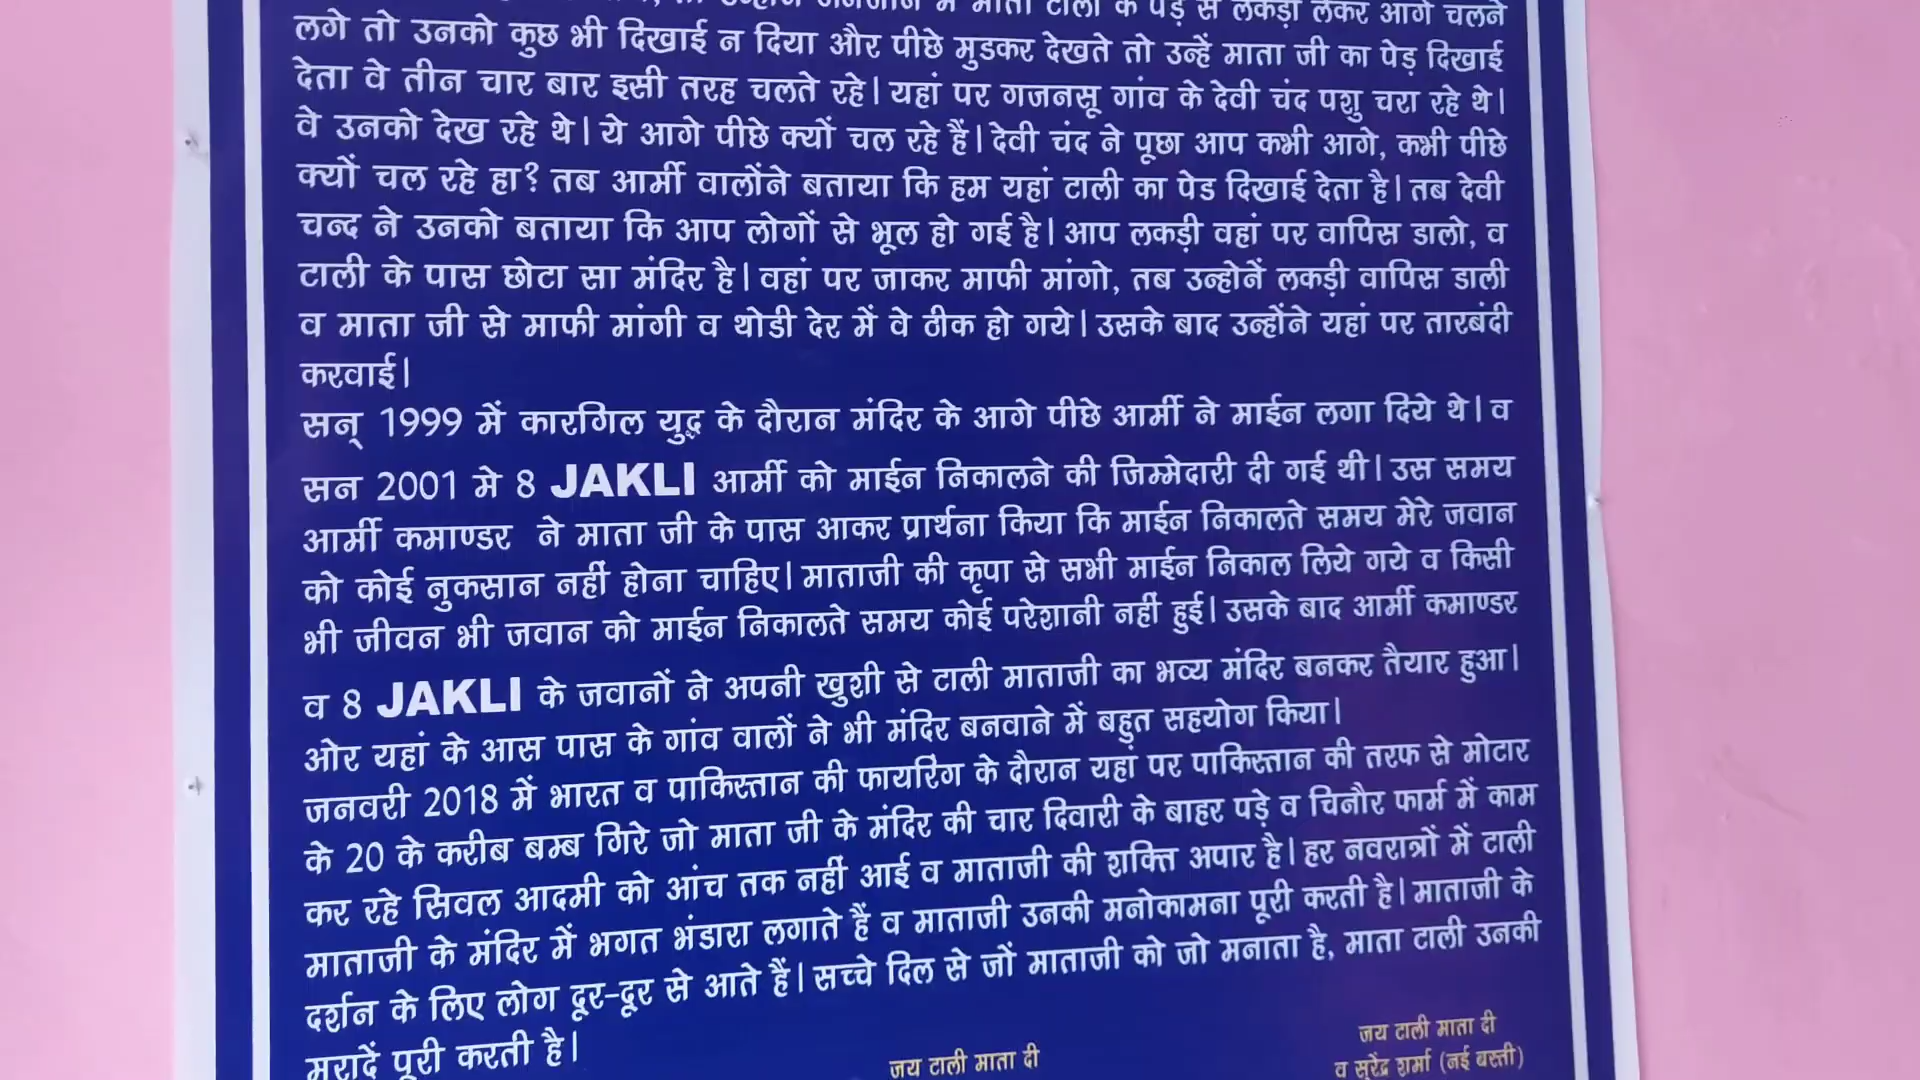 माता टाली के पेड़ से लकड़ी लेकर आगे चलने
लगे तो उनको कुछ भी दिखाई न दिया और पीछे मुडकर देखते तो उन्हें माता जी का पेड़ दिखाई
देता वे तीन चार बार इसी तरह चलते रहे। यहां पर गजनसू गांव के देवी चंद पशु चरा रहे थे।
वे उनको देख रहे थे। ये आगे पीछे क्यों चल रहे हैं। देवी चंद ने पूछा आप कभी आगे, कभी पीछे
क्यों चल रहे हा? तब आर्मी वालोंने बताया कि हम यहां टाली का पेड दिखाई देता है। तब देवी
चन्द ने उनको बताया कि आप लोगों से भूल हो गई है। आप लकड़ी वहां पर वापिस डालो, व
टाली के पास छोटा सा मंदिर है। वहां पर जाकर माफी मांगो, तब उन्होनें लकड़ी वापिस डाली
व माता जी से माफी मांगी व थोडी देर में वे ठीक हो गये। उसके बाद उन्होंने यहां पर तारबंदी
करवाई।
सन् 1999 में कारगिल युद्ध के दौरान मंदिर के आगे पीछे आर्मी ने माईन लगा दिये थे। व
सन 2001 मे 8 JAKLI आर्मी को माईन निकालने की जिम्मेदारी दी गई थी। उस समय
आर्मी कमाण्डर ने माता जी के पास आकर प्रार्थना किया कि माईन निकालते समय मेरे जवान
को कोई नुकसान नहीं होना चाहिए। माताजी की कृपा से सभी माईन निकाल लिये गये व किसी
भी जीवन भी जवान को माईन निकालते समय कोई परेशानी नहीं हुई। उसके बाद आर्मी कमाण्डर
व 8 JAKLI के जवानों ने अपनी खुशी से टाली माताजी का भव्य मंदिर बनकर तैयार हुआ।
ओर यहां के आस पास के गांव वालों ने भी मंदिर बनवाने में बहुत सहयोग किया।
जनवरी 2018 में भारत व पाकिस्तान की फायरिंग के दौरान यहां पर पाकिस्तान की तरफ से मोटार
के 20 के करीब बम्ब गिरे जो माता जी के मंदिर की चार दिवारी के बाहर पड़े व चिनौर फार्म में काम
कर रहे सिवल आदमी को आंच तक नहीं आई व माताजी की शक्ति अपार है। हर नवरात्रों में टाली
माताजी के मंदिर में भगत भंडारा लगाते हैं व माताजी उनकी मनोकामना पूरी करती है। माताजी के
दर्शन के लिए लोग दूर-दूर से आते हैं। सच्चे दिल से जों माताजी को जो मनाता है, माता टाली उनकी
मुरादें पूरी करती है।
जय टाली माता दी
जय टाली माता दी
व सुरेंद्र शर्मा (नई बस्ती)